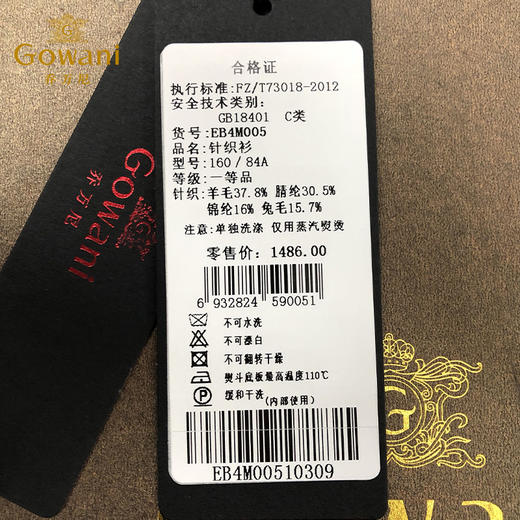 Gowani
乔万尼
合格证
执行标准:FZ/T73018-2012
安全技术类别:
GB18401 C类
货号:EB4M005
品名:针织衫
型号:160/84A
等级:一等品
针织:羊毛37.8% 腈纶30.5%
锦纶16% 兔毛15.7%
注意:单独洗涤 仅用蒸汽熨烫
零售价: 1486.00
6 932824 590051
不可水洗
不可漂白
不可翻转干燥
熨斗底板最高温度110℃
缓和干洗(内部使用)
EB4M00510309
Gowani
乔万尼
G